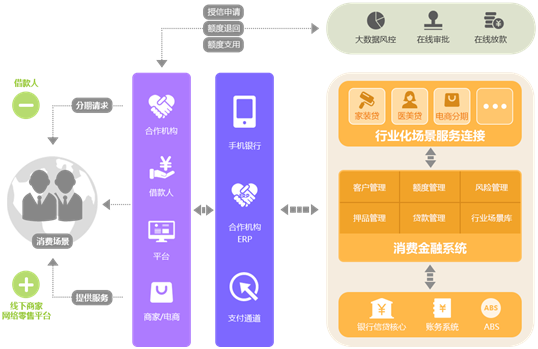 授信申请
额度退回
额度支用
大数据风控
在线审批
在线放款
借款人
分期请求
消费场景
提供服务
线下商家
网络零售平台
合作机构
借款人
平台
商家/电商
手机银行
合作机构
ERP
支付通道
家装贷
医美贷
电商分期
行业化场景服务连接
客户管理
额度管理
风险管理
押品管理
贷款管理
行业场景库
消费金融系统
银行信贷核心
账务系统
ABS
ABS